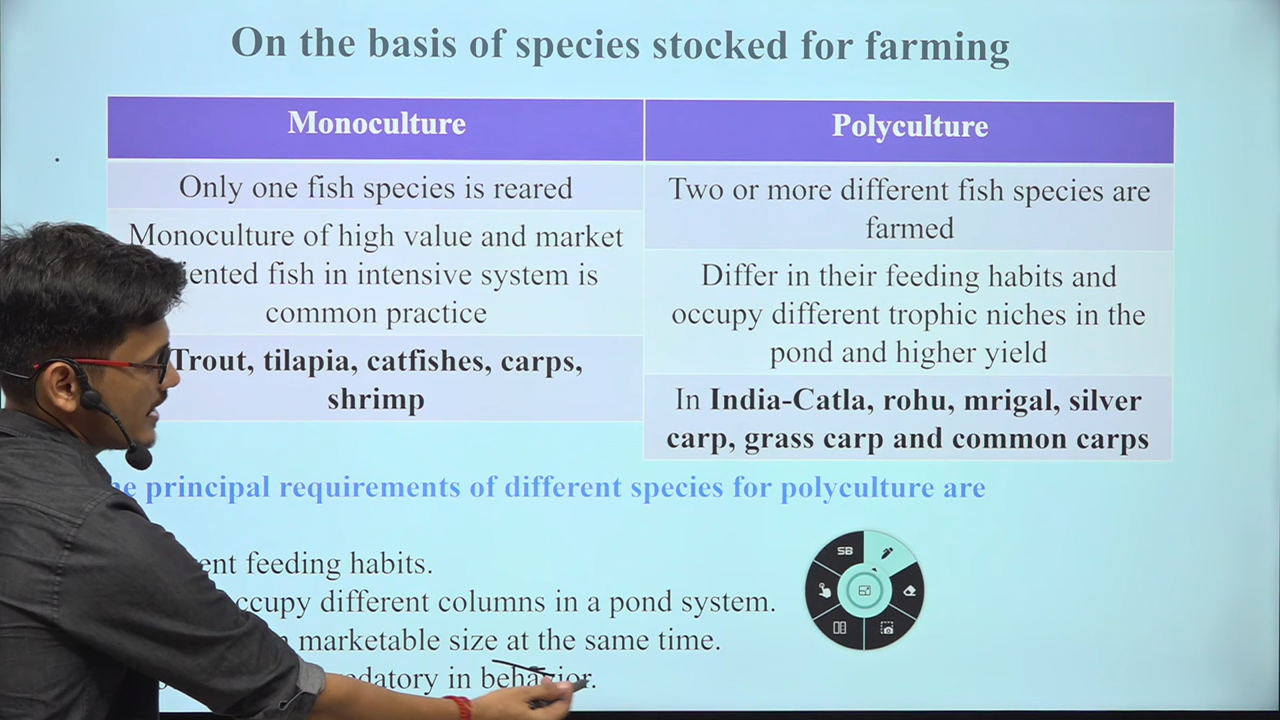 On the basis of species stocked for farming
Monoculture
Only one fish species is reared
Monoculture of high value and market
fish in intensive system is
common practice
Trout, tilapia, catfishes, carps,
shrimp
Polyculture
Two or more different fish species are
farmed
Differ in their feeding habits and
occupy different trophic niches in the
pond and higher yield
In India-Catla, rohu, mrigal, silver
carp, grass carp and common carps
principal requirements of different species for polyculture are
feeding habits.
different columns in a pond system.
marketable size at the same time.
in behavior.
SB